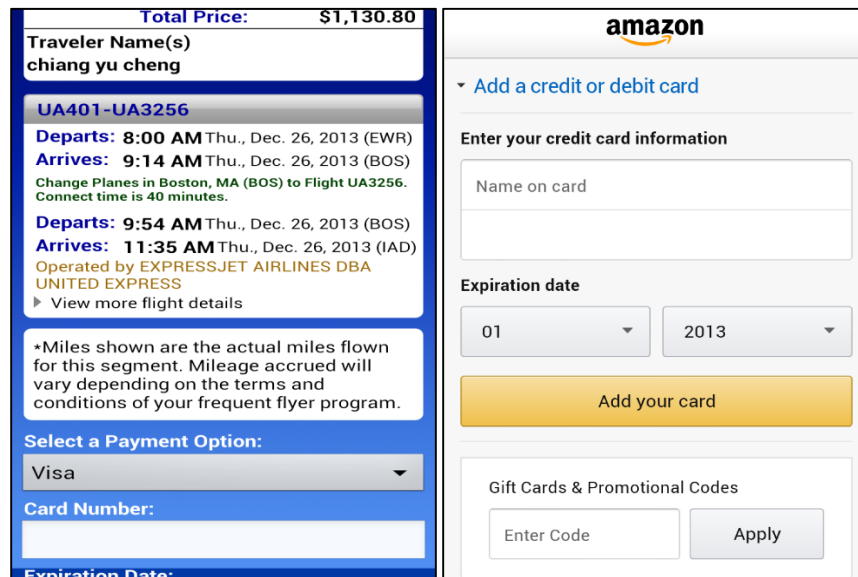 Total Price: $1,130.80
Traveler Name(s)
chiang yu cheng
UA401-UA3256
Departs: 8:00 AM Thu., Dec. 26, 2013 (EWR)
Arrives: 9:14 AM Thu., Dec. 26, 2013 (BOS)
Change Planes in Boston, MA (BOS) to Flight UA3256.
Connect time is 40 minutes.
Departs: 9:54 AM Thu., Dec. 26, 2013 (BOS)
Arrives: 11:35 AM Thu., Dec. 26, 2013 (IAD)
Operated by EXPRESSJET AIRLINES DBA
UNITED EXPRESS
View more flight details
*Miles shown are the actual miles flown
for this segment. Mileage accrued will
vary depending on the terms and
conditions of your frequent flyer program.
Select a Payment Option:
Visa
Card Number:
Expiration Date:
amazon
Add a credit or debit card
Enter your credit card information
Name on card
Expiration date
01
2013
Add your card
Gift Cards & Promotional Codes
Enter Code
Apply